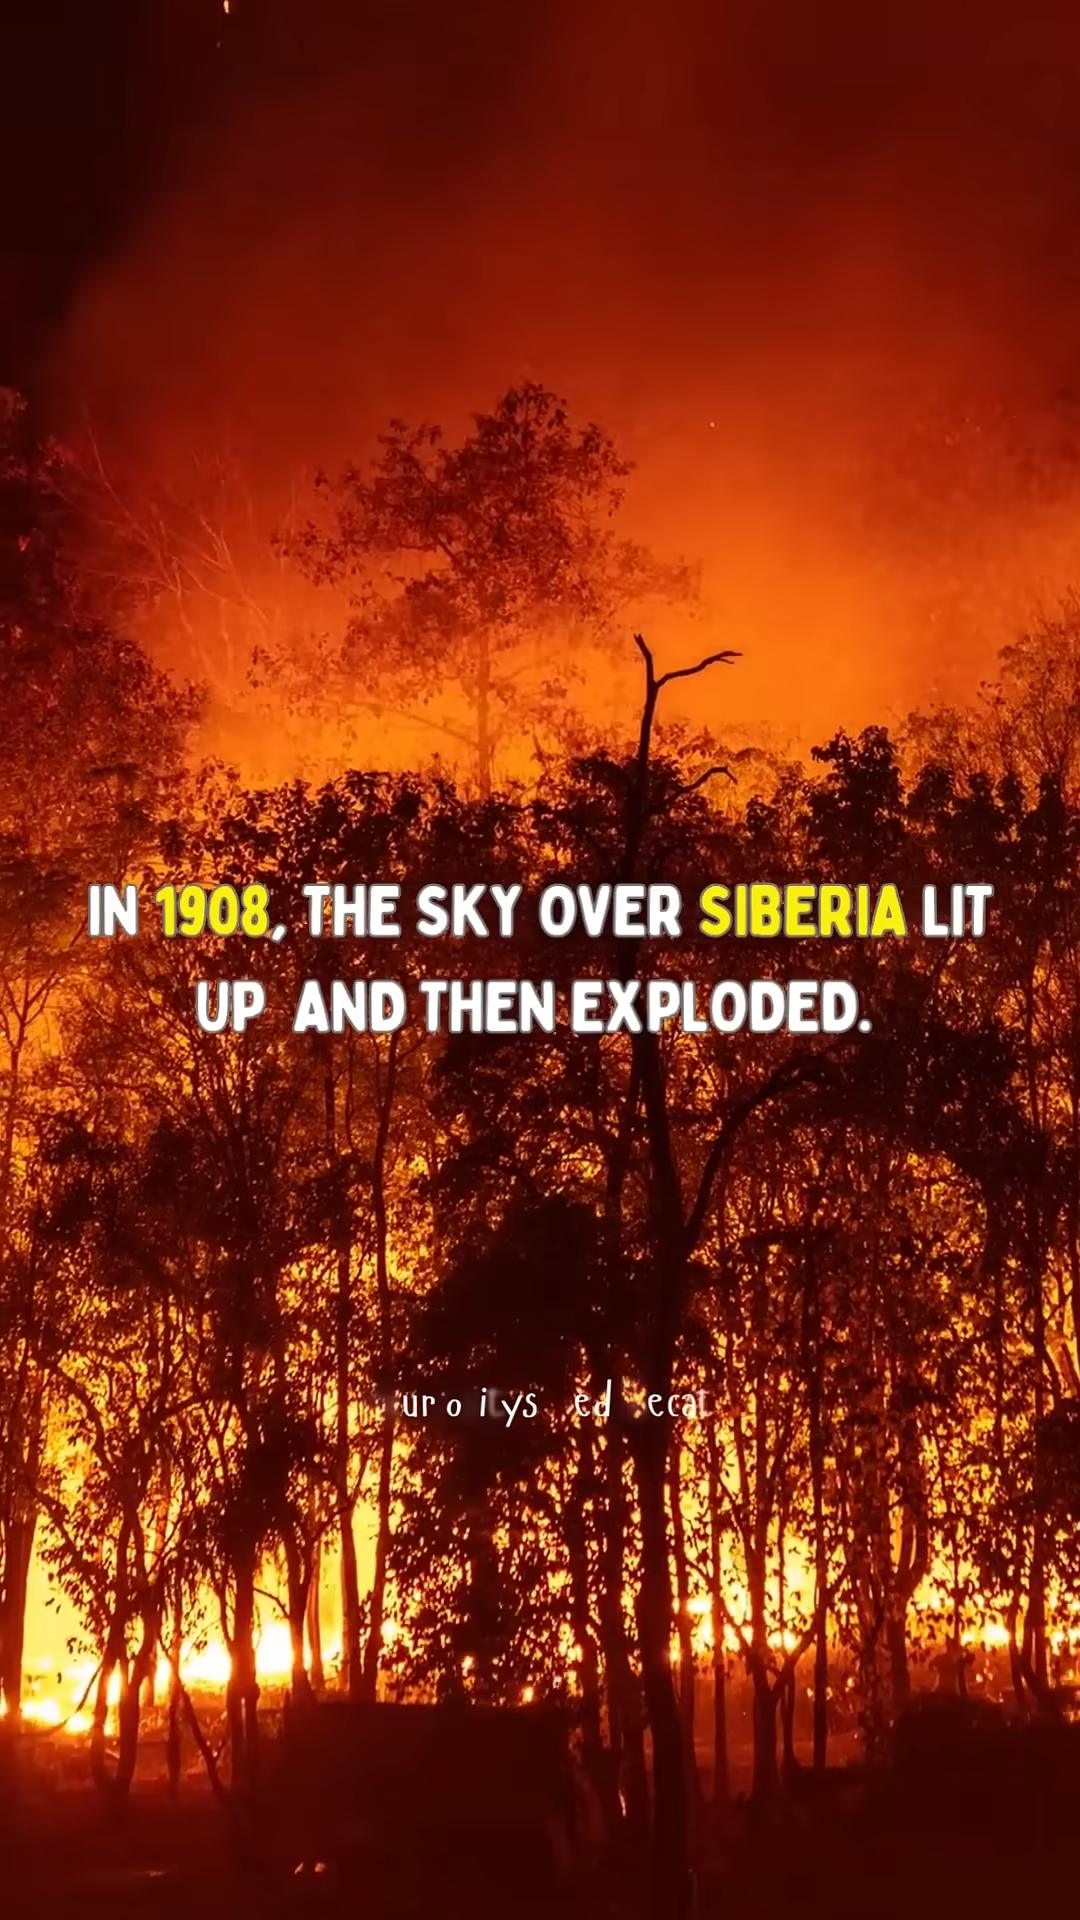 IN 1908, THE SKY OVER SIBERIA LIT
UP AND THEN EXPLODED.